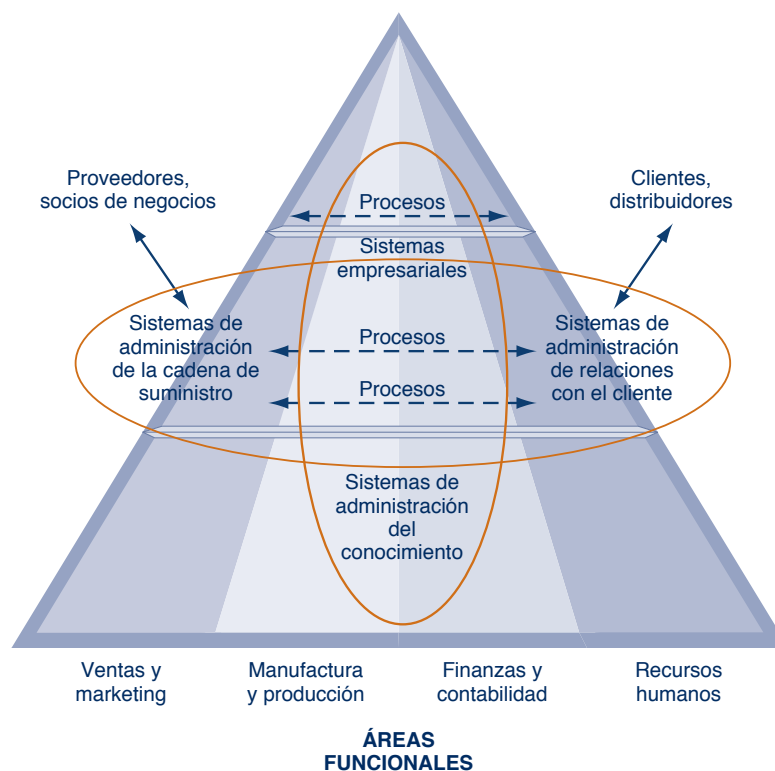 Proveedores,
socios de negocios
Clientes,
distribuidores
Procesos
Sistemas
empresariales
Sistemas de
administración
de la cadena de
suministro
Procesos
Procesos
Sistemas de
administración
de relaciones
con el cliente
Sistemas de
administración
del
conocimiento
Ventas y
marketing
Manufactura
y producción
Finanzas y
contabilidad
Recursos
humanos
ÁREAS
FUNCIONALES